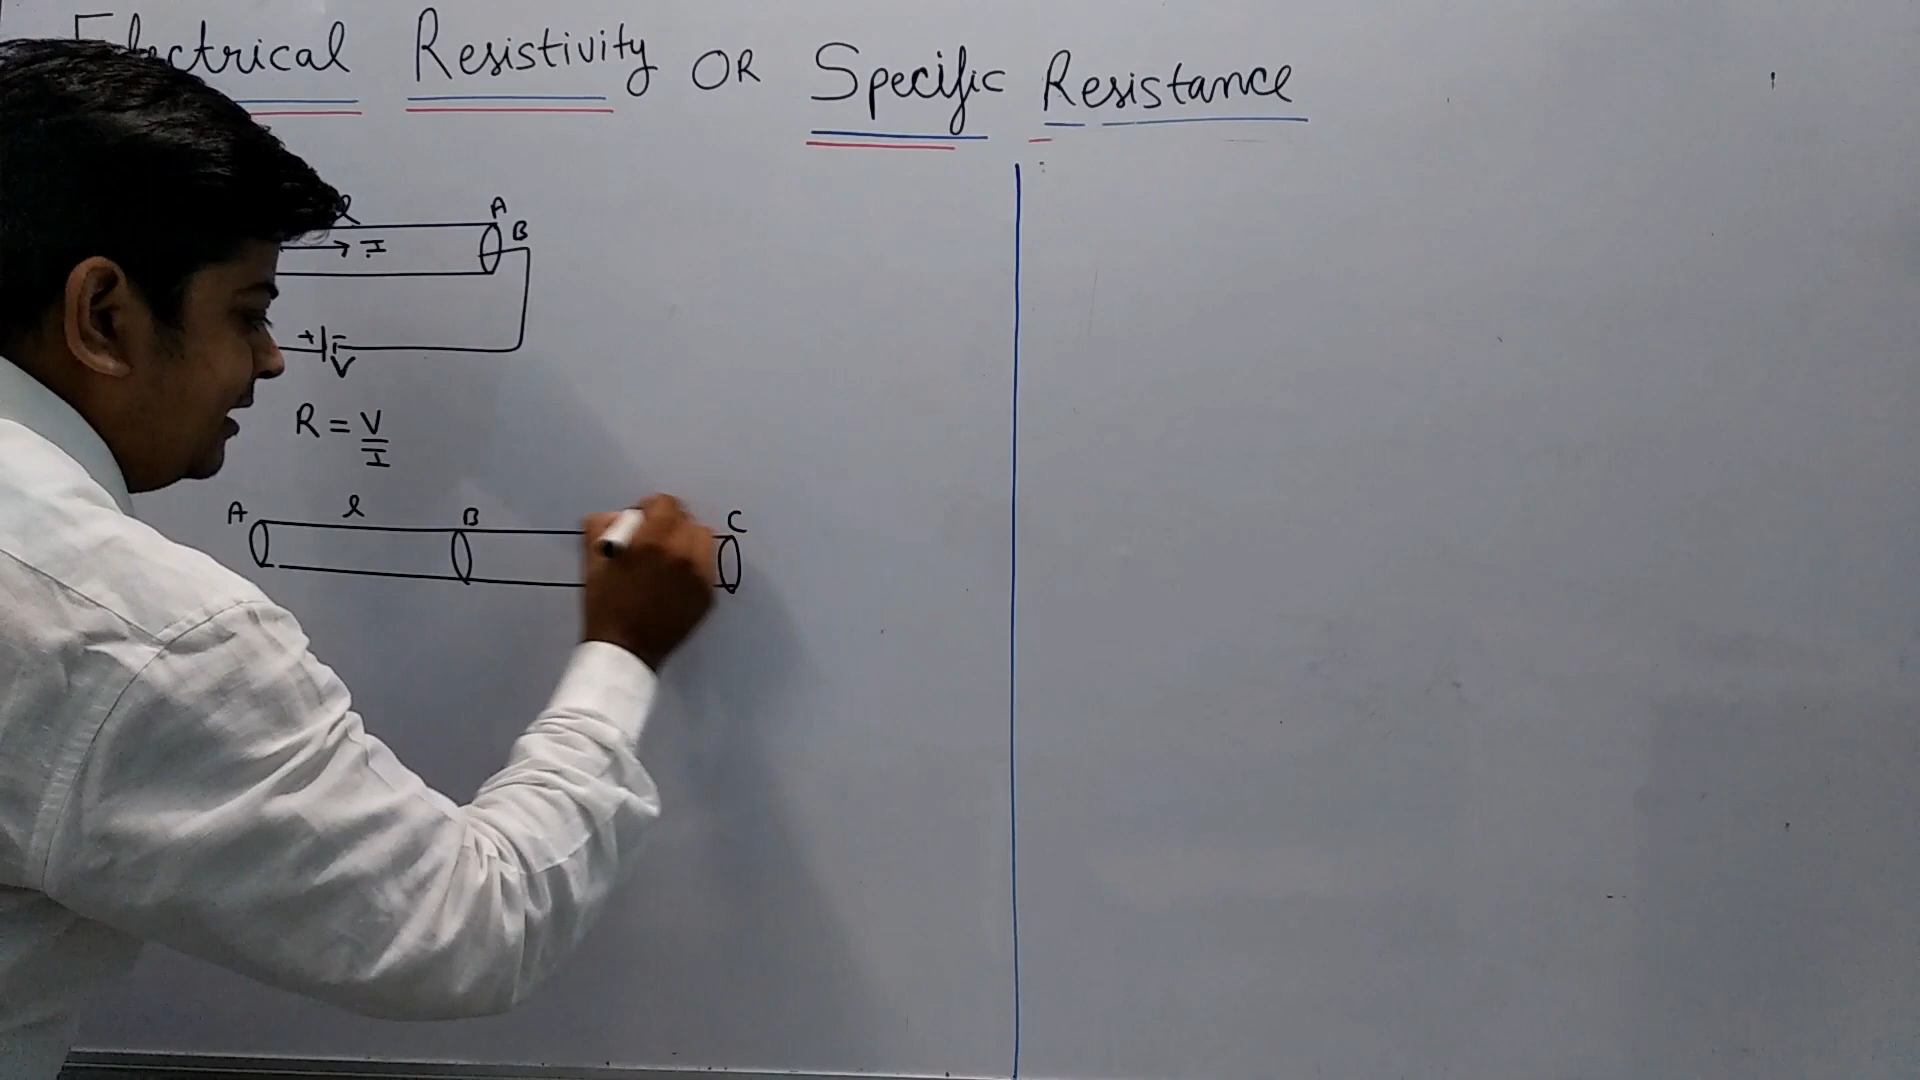 Electrical Resistivity OR Specific Resistance
l A
I B
+ -
V
R = V/I
A l B C